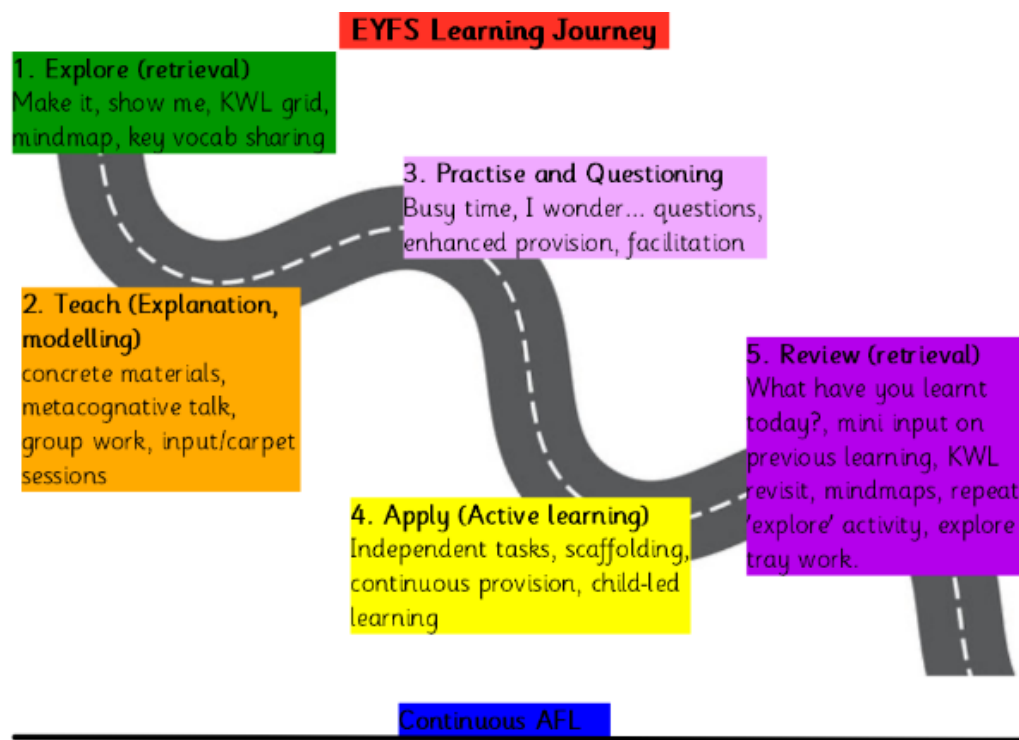 EYFS Learning Journey
1. Explore (retrieval)
Make it, show me, KWL grid,
mindmap, key vocab sharing
2. Teach (Explanation,
modelling)
concrete materials,
metacognative talk,
group work, input/carpet
sessions
3. Practise and Questioning
Busy time, I wonder... questions,
enhanced provision, facilitation
4. Apply (Active learning)
Independent tasks, scaffolding,
continuous provision, child-led
learning
5. Review (retrieval)
What have you learnt
today?, mini input on
previous learning, KWL
revisit, mindmaps, repeat
'explore' activity, explore
tray work.
Continuous AFL